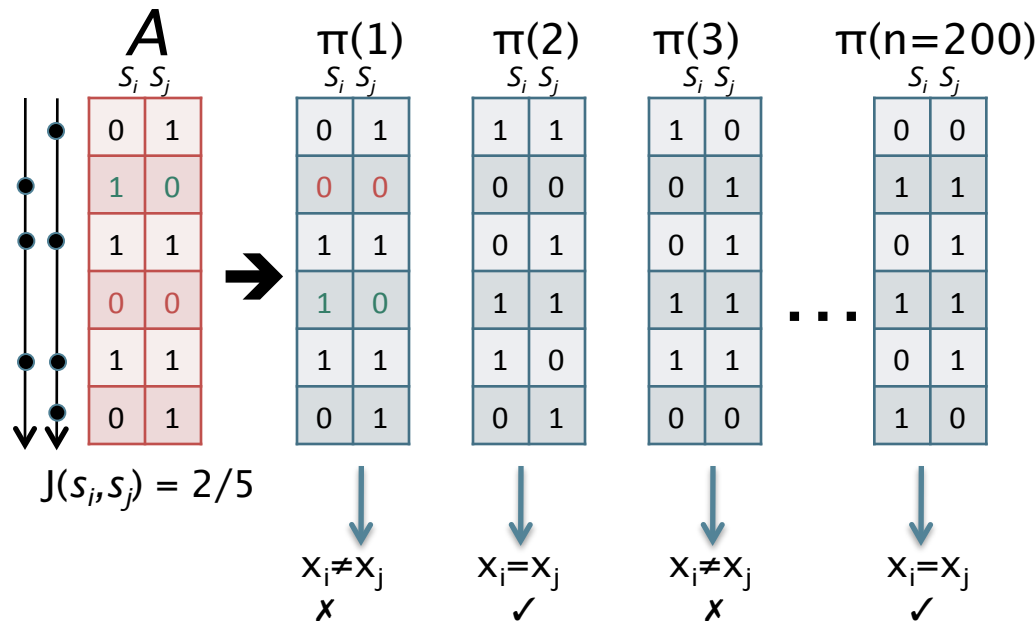 A π(1) π(2) π(3) π(n=200)
Si Sj Si Sj Si Sj Si Sj Si Sj
0 1 0 1 1 1 1 0 0 0
1 0 0 0 0 0 0 1 1 1
1 1 1 1 0 1 0 1 0 1
0 0 1 0 1 1 1 1 ... 1 1
1 1 1 1 1 0 1 1 0 1
0 1 0 1 0 1 0 0 1 0
J(si,sj) = 2/5
xi≠xj xi=xj xi≠xj xi=xj
✗ ✓ ✗ ✓